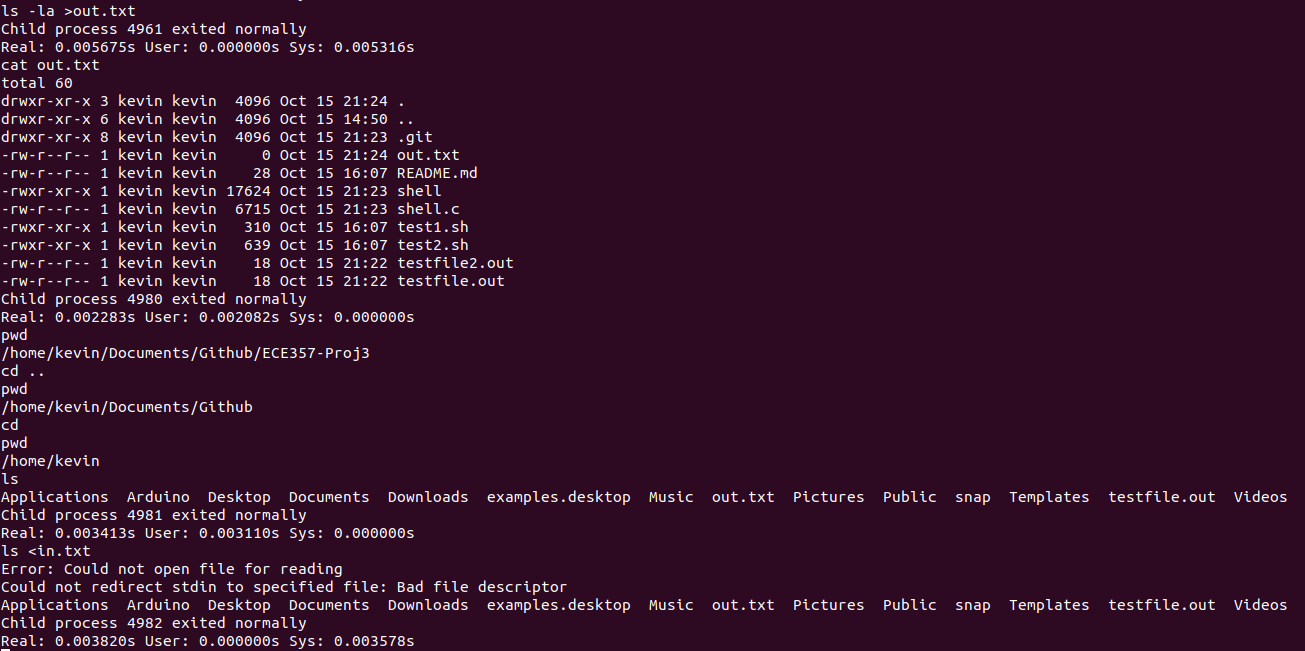 ls -la >out.txt
Child process 4961 exited normally
Real: 0.005675s User: 0.000000s Sys: 0.005316s
cat out.txt
total 60
drwxr-xr-x 3 kevin kevin  4096 Oct 15 21:24 .
drwxr-xr-x 6 kevin kevin  4096 Oct 15 14:50 ..
drwxr-xr-x 8 kevin kevin  4096 Oct 15 21:23 .git
-rw-r--r-- 1 kevin kevin     0 Oct 15 21:24 out.txt
-rw-r--r-- 1 kevin kevin    28 Oct 15 16:07 README.md
-rwxr-xr-x 1 kevin kevin 17624 Oct 15 21:23 shell
-rw-r--r-- 1 kevin kevin  6715 Oct 15 21:23 shell.c
-rwxr-xr-x 1 kevin kevin   310 Oct 15 16:07 test1.sh
-rwxr-xr-x 1 kevin kevin   639 Oct 15 16:07 test2.sh
-rw-r--r-- 1 kevin kevin    18 Oct 15 21:22 testfile2.out
-rw-r--r-- 1 kevin kevin    18 Oct 15 21:22 testfile.out
Child process 4980 exited normally
Real: 0.002283s User: 0.002082s Sys: 0.000000s
pwd
/home/kevin/Documents/Github/ECE357-Proj3
cd ..
pwd
/home/kevin/Documents/Github
cd
pwd
/home/kevin
ls
Applications  Arduino  Desktop  Documents  Downloads  examples.desktop  Music  out.txt  Pictures  Public  snap  Templates  testfile.out  Videos
Child process 4981 exited normally
Real: 0.003413s User: 0.003110s Sys: 0.000000s
ls <in.txt
Error: Could not open file for reading
Could not redirect stdin to specified file: Bad file descriptor
Applications  Arduino  Desktop  Documents  Downloads  examples.desktop  Music  out.txt  Pictures  Public  snap  Templates  testfile.out  Videos
Child process 4982 exited normally
Real: 0.003820s User: 0.000000s Sys: 0.003578s